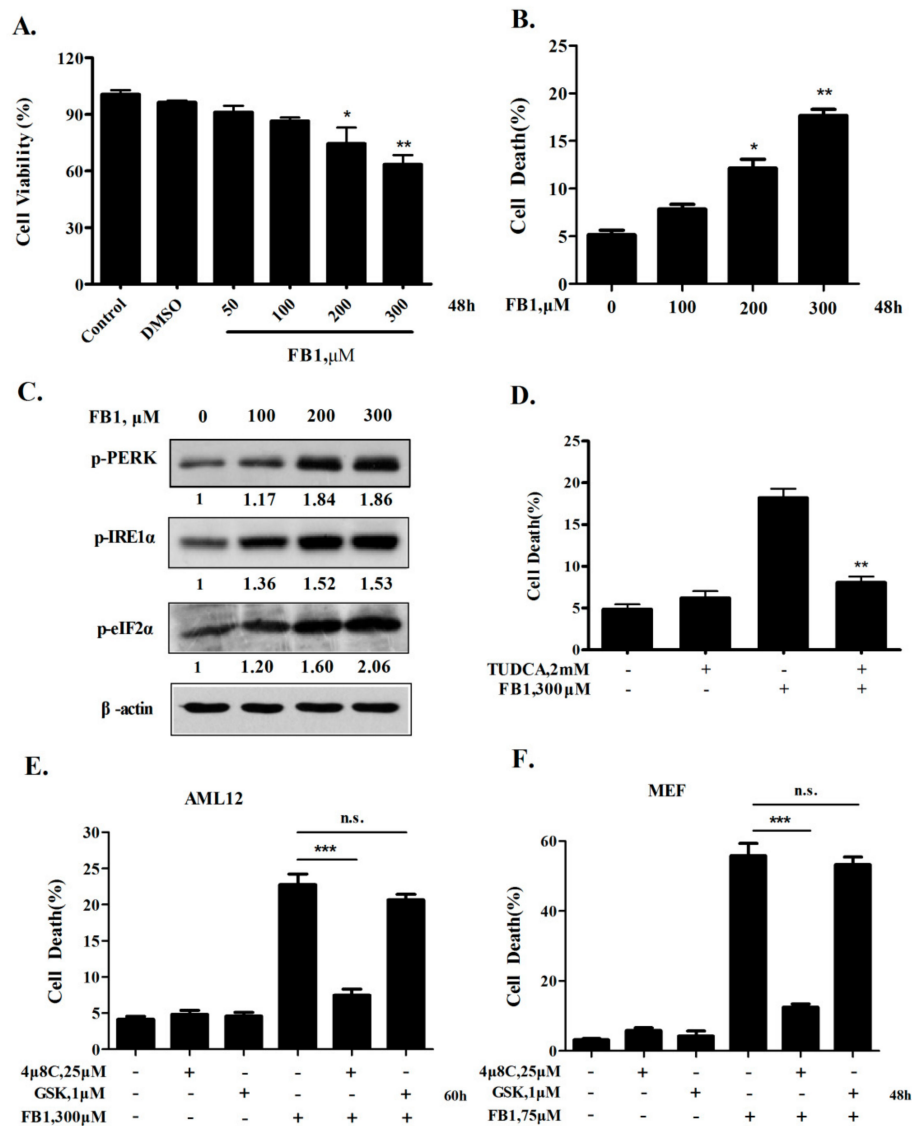 A.
120
90
60
30
0
Cell Viability (%)
*
**
Control
DMSO
50
100
200
300
48h
FB1,μM
B.
25
20
15
10
5
0
Cell Death(%)
*
**
FB1,μM 0 100 200 300 48h
C.
FB1, μM 0 100 200 300
p-PERK
1 1.17 1.84 1.86
p-IRE1α
1 1.36 1.52 1.53
p-eIF2α
1 1.20 1.60 2.06
β -actin
D.
25
20
15
10
5
0
Cell Death(%)
**
TUDCA,2mM - + - +
FB1,300μM - - + +
E.
AML12
30
25
20
15
10
5
0
Cell Death(%)
n.s.
***
4μ8C,25μM - + - - + -
GSK,1μM - - + - - + 60h
FB1,300μM - - - + + +
F.
MEF
60
40
20
0
Cell Death(%)
n.s.
***
4μ8C,25μM - + - - + -
GSK,1μM - - + - - + 48h
FB1,75μM - - - + + +